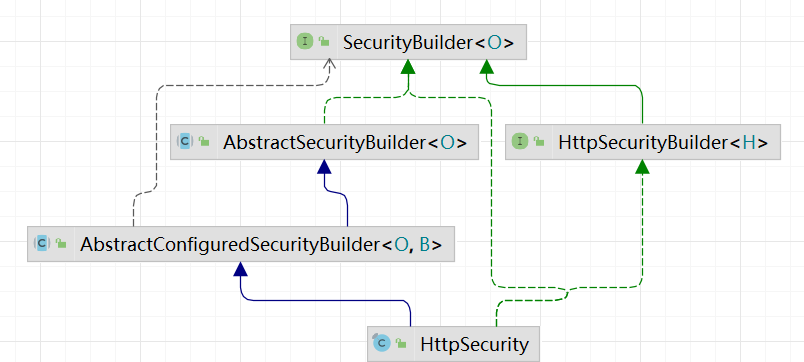 I SecurityBuilder<O>
C AbstractSecurityBuilder<O>
I HttpSecurityBuilder<H>
C AbstractConfiguredSecurityBuilder<O, B>
C HttpSecurity